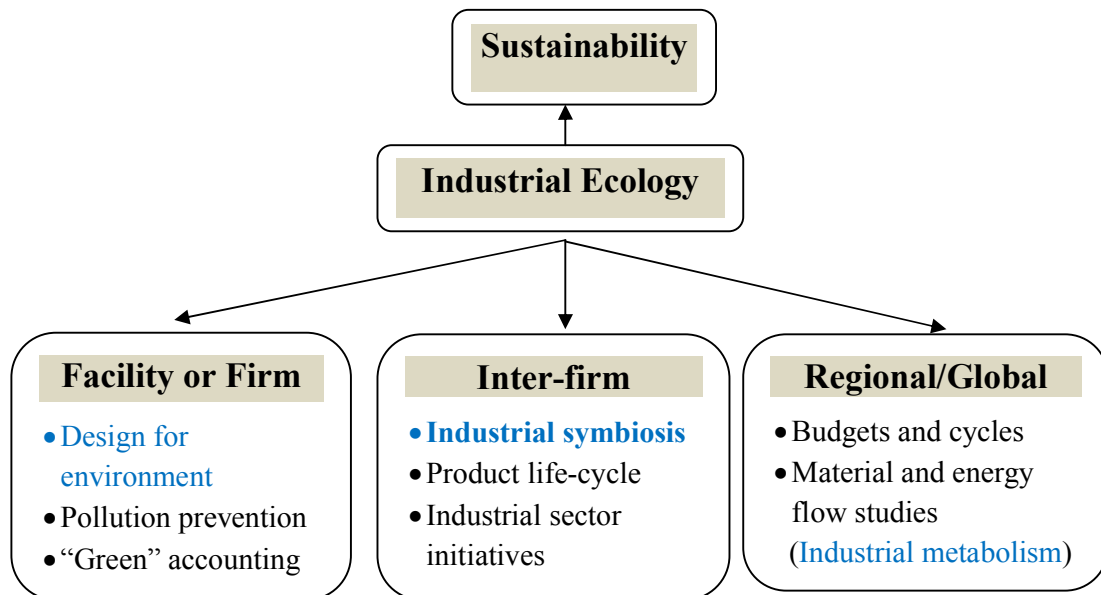 Sustainability
Industrial Ecology
Facility or Firm
• Design for
environment
• Pollution prevention
• “Green” accounting
Inter-firm
• Industrial symbiosis
• Product life-cycle
• Industrial sector
initiatives
Regional/Global
• Budgets and cycles
• Material and energy
flow studies
(Industrial metabolism)